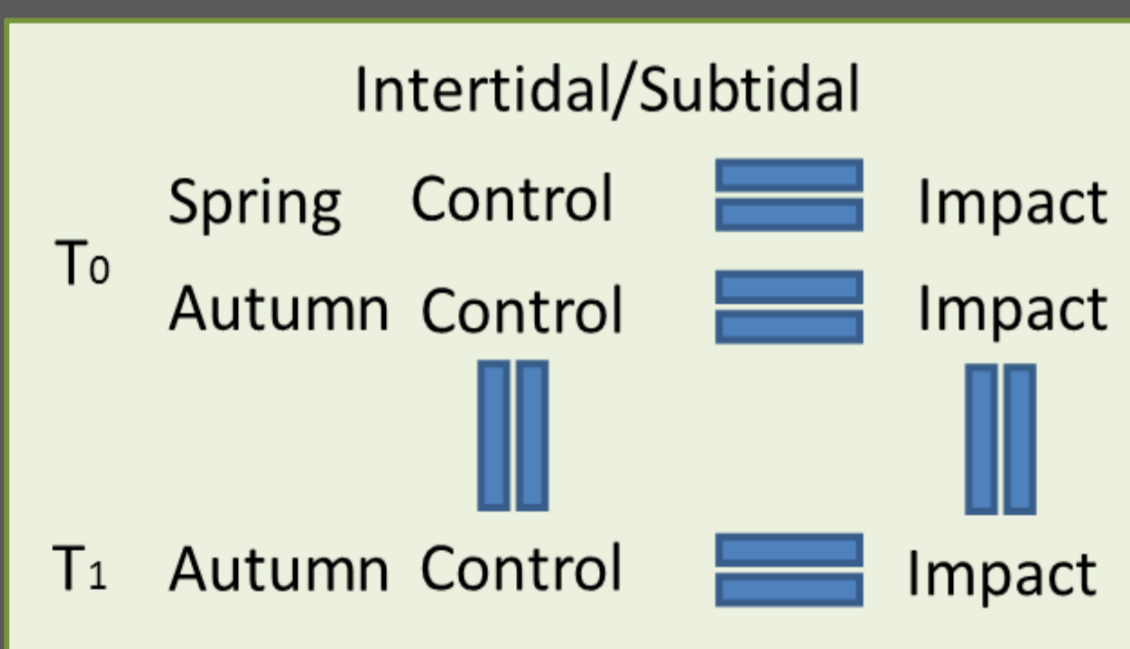 Intertidal/Subtidal
Spring Control Impact
T0
Autumn Control Impact
T1 Autumn Control Impact